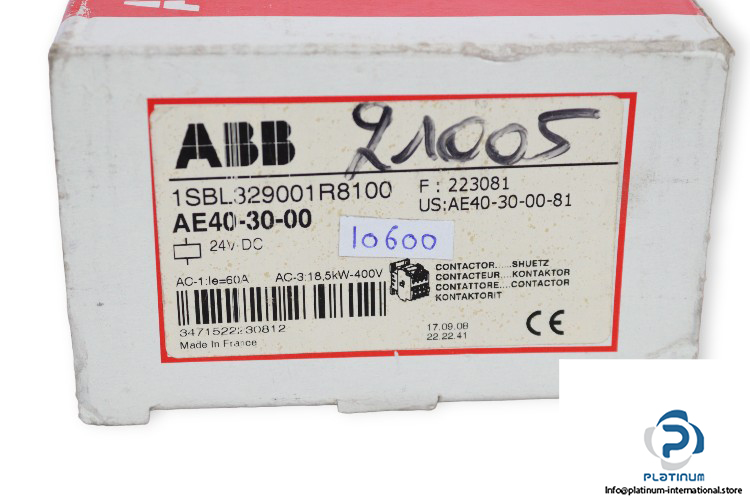 ABB 21005
1SBL329001R8100 F: 223081
AE40-30-00 US:AE40-30-00-81
24V DC 10600
AC-1:Ie=60A AC-3:18,5kW-400V
CONTACTOR.....SHUETZ
CONTACTEUR....KONTAKTOR
CONTATTORE....CONTACTOR
KONTAKTORIT
3471522230812
Made In France
17.09.08
22.22.41
CE
PLATINUM
Info@platinum-international.store